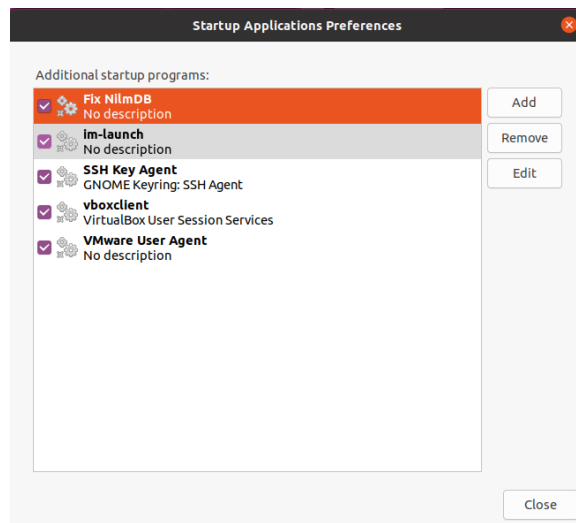 Startup Applications Preferences
Additional startup programs:
Fix NilmDB
No description
im-launch
No description
SSH Key Agent
GNOME Keyring: SSH Agent
vboxclient
VirtualBox User Session Services
VMware User Agent
No description
Add
Remove
Edit
Close